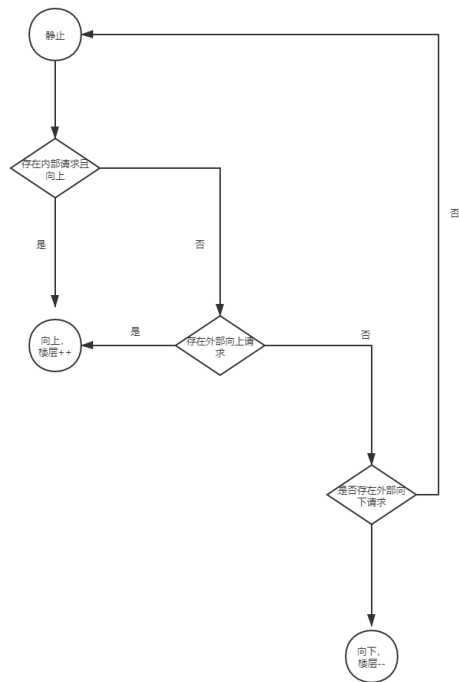 静止
存在内部请求且
向上
否
是
否
是
否
向上，
楼层++
存在外部向上请
求
是否存在外部向
下请求
向下，
楼层--